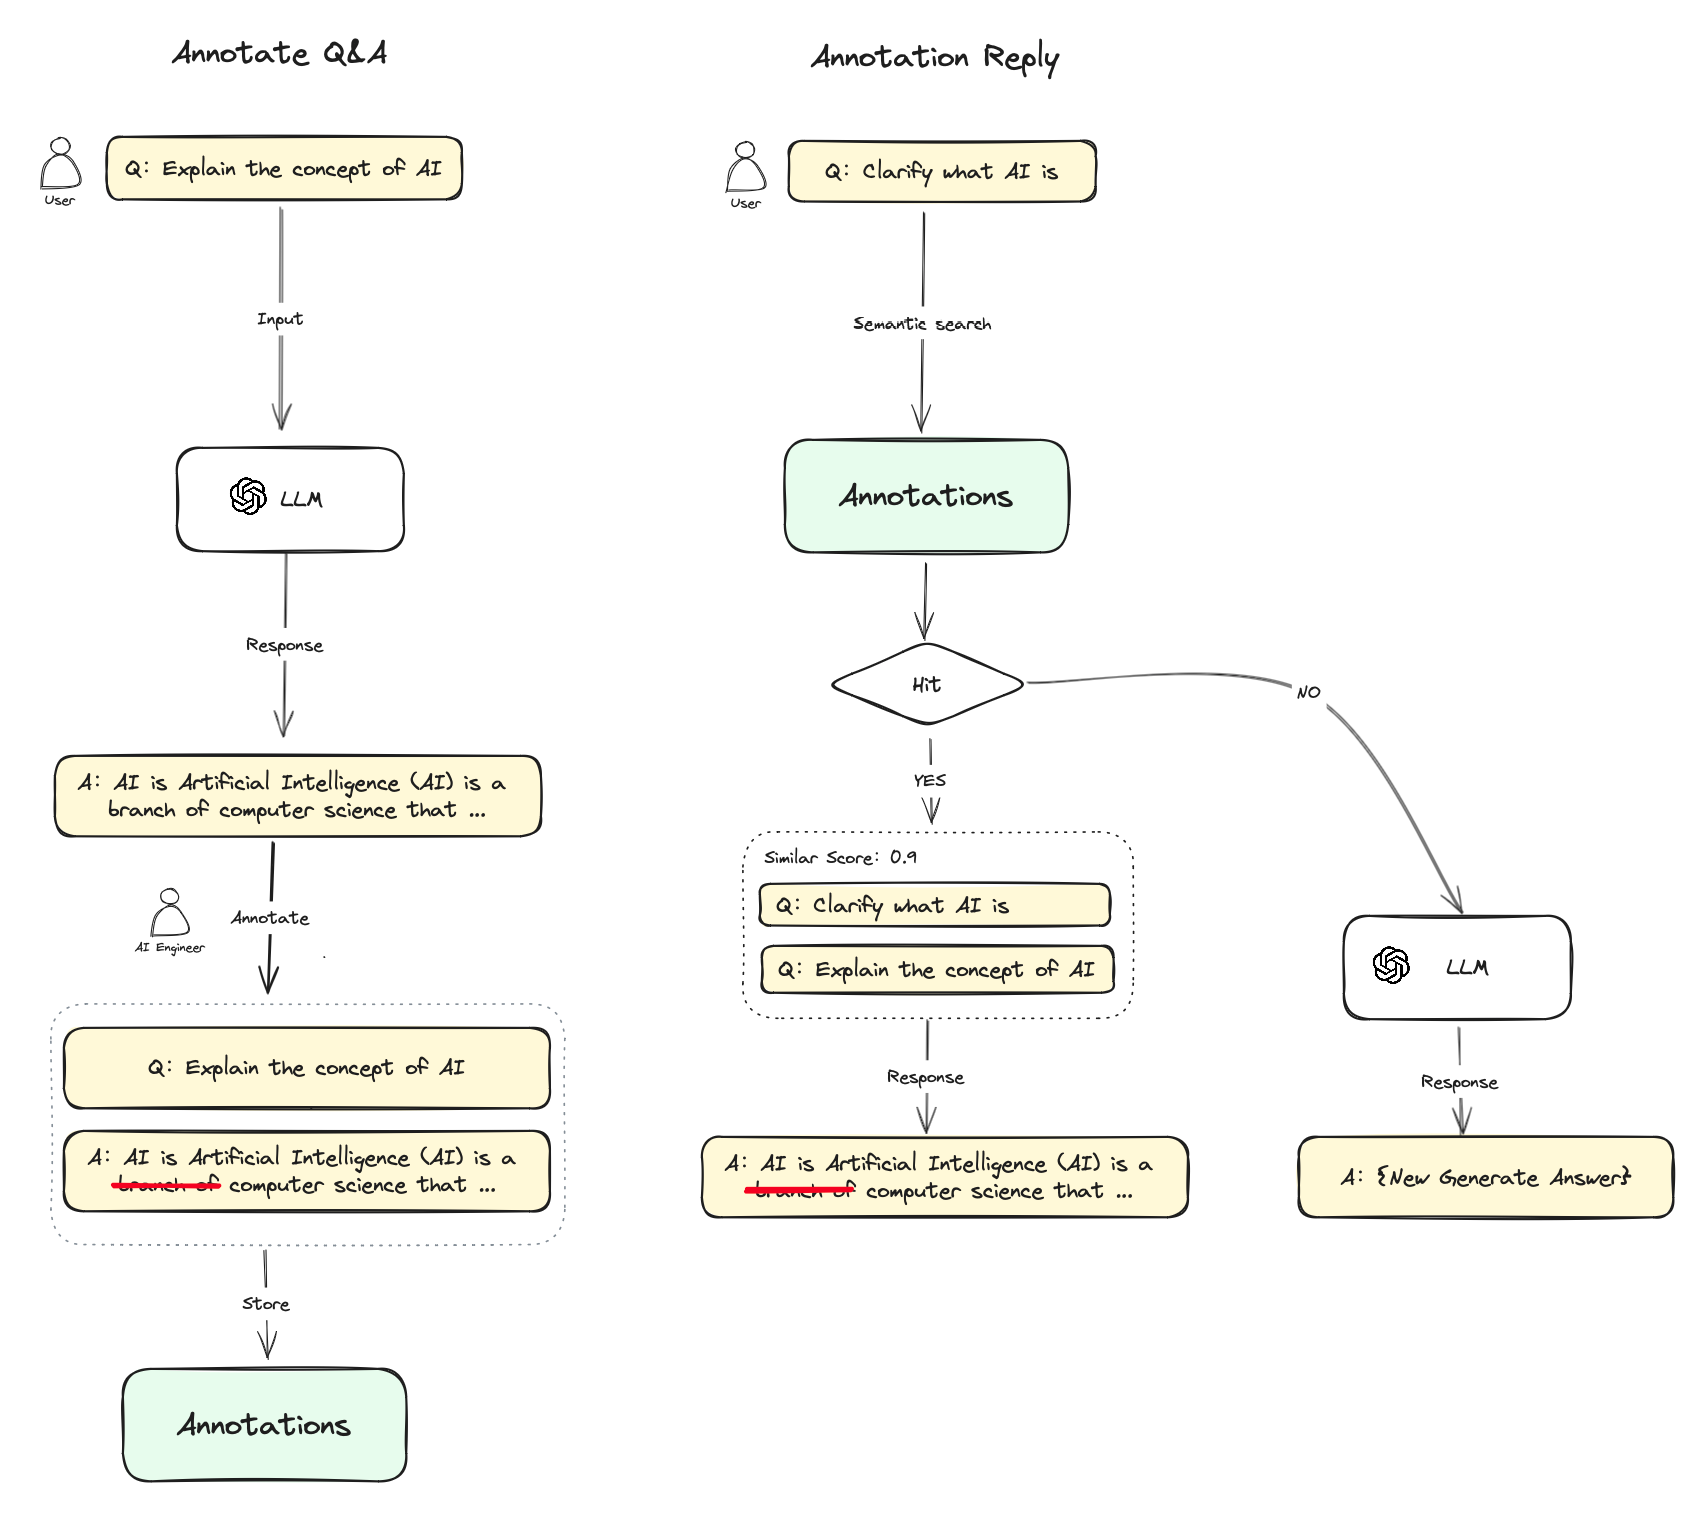 Annotate Q&A
User
Q: Explain the concept of AI
Input
LLM
Response
A: AI is Artificial Intelligence (AI) is a
branch of computer science that ...
AI Engineer
Annotate
Q: Explain the concept of AI
A: AI is Artificial Intelligence (AI) is a
branch of computer science that ...
Store
Annotations
Annotation Reply
User
Q: Clarify what AI is
Semantic search
Annotations
Hit
NO
YES
Similar Score: 0.9
Q: Clarify what AI is
Q: Explain the concept of AI
Response
A: AI is Artificial Intelligence (AI) is a
branch of computer science that ...
LLM
Response
A: {New Generate Answer}